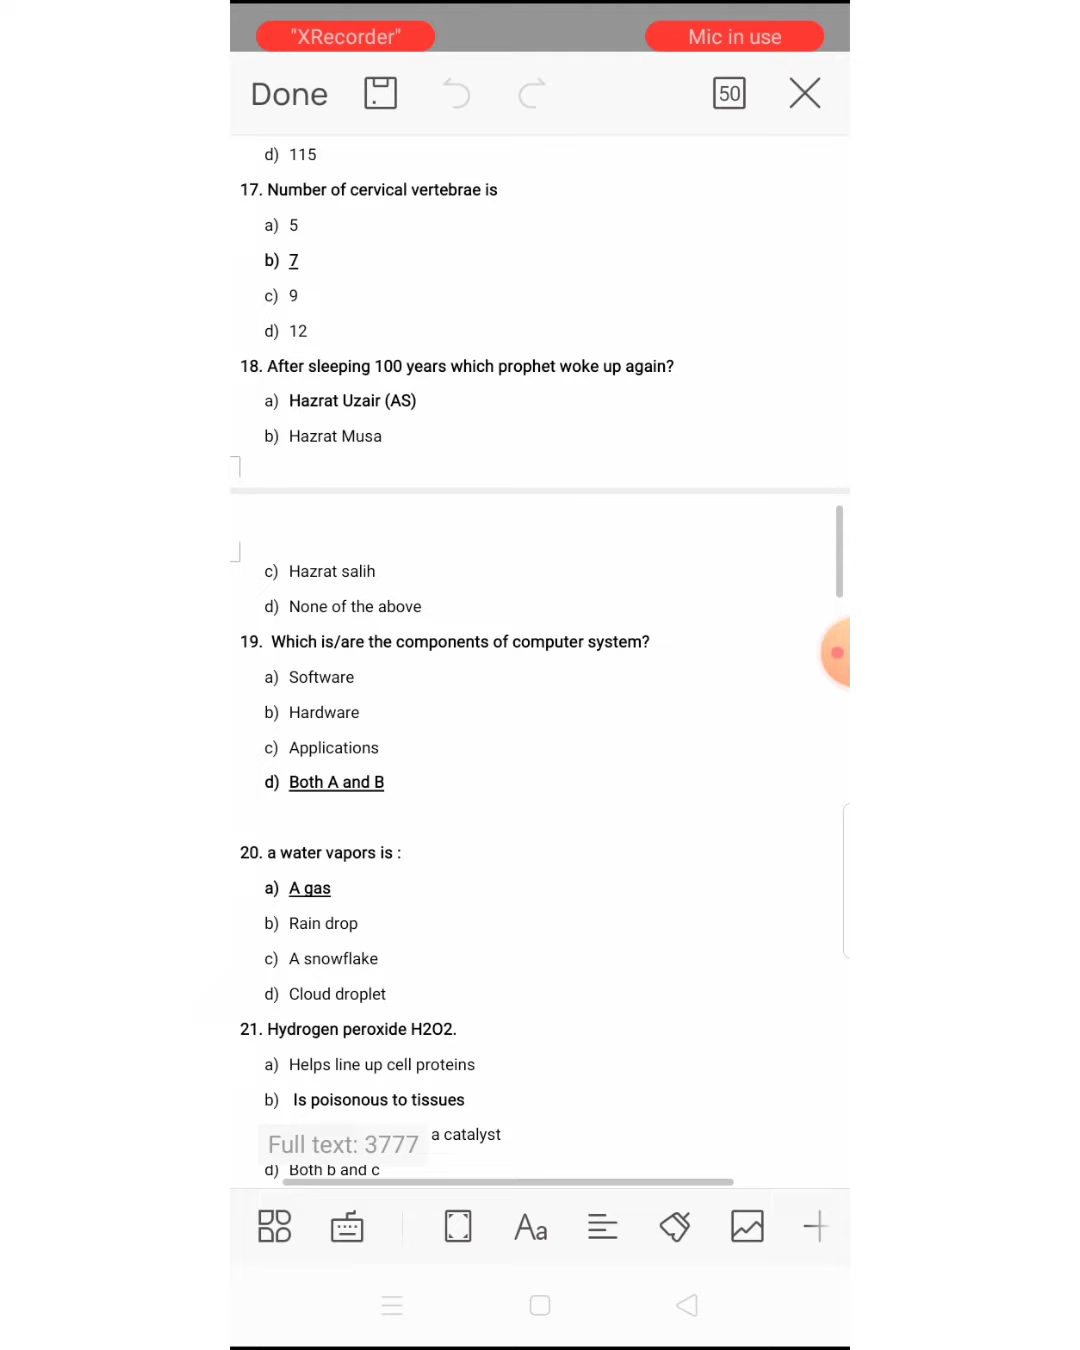 "XRecorder" Mic in use
Done 50
d) 115
17. Number of cervical vertebrae is
a) 5
b) 7
c) 9
d) 12
18. After sleeping 100 years which prophet woke up again?
a) Hazrat Uzair (AS)
b) Hazrat Musa
c) Hazrat salih
d) None of the above
19. Which is/are the components of computer system?
a) Software
b) Hardware
c) Applications
d) Both A and B
20. a water vapors is :
a) A gas
b) Rain drop
c) A snowflake
d) Cloud droplet
21. Hydrogen peroxide H2O2.
a) Helps line up cell proteins
b) Is poisonous to tissues
a catalyst
Full text: 3777
d) Both b and c
Aa